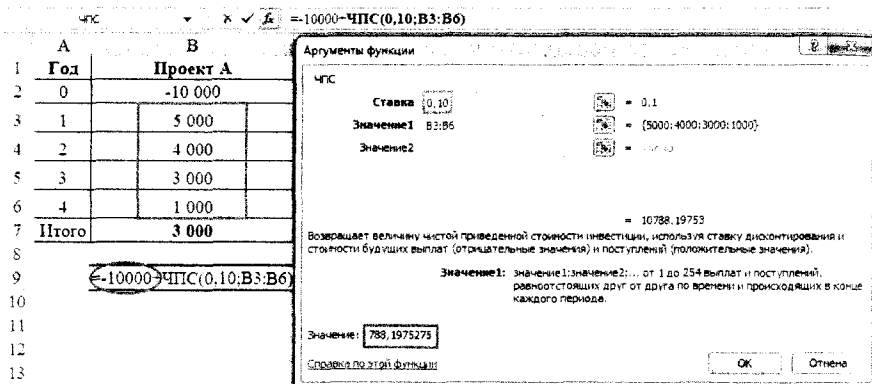 ЧПС =-10000+ЧПС(0,10;B3:B6)
A B
1 Год Проект А
2 0 -10 000
3 1 5 000
4 2 4 000
5 3 3 000
6 4 1 000
7 Итого 3 000
8
9 =-10000+ЧПС(0,10;B3:B6)
10
11
12
13
Аргументы функции
ЧПС
Ставка 0,10 = 0,1
Значение1 B3:B6 = {5000:4000:3000:1000}
Значение2 =
= 10788,19753
Возвращает величину чистой приведенной стоимости инвестиции, используя ставку дисконтирования и
стоимости будущих выплат (отрицательные значения) и поступлений (положительные значения).
Значение1: значение1;значение2;... от 1 до 254 выплат и поступлений,
равноотстоящих друг от друга по времени и происходящих в конце
каждого периода.
Значение: 788,1975275
Справка по этой функции
ОК Отмена